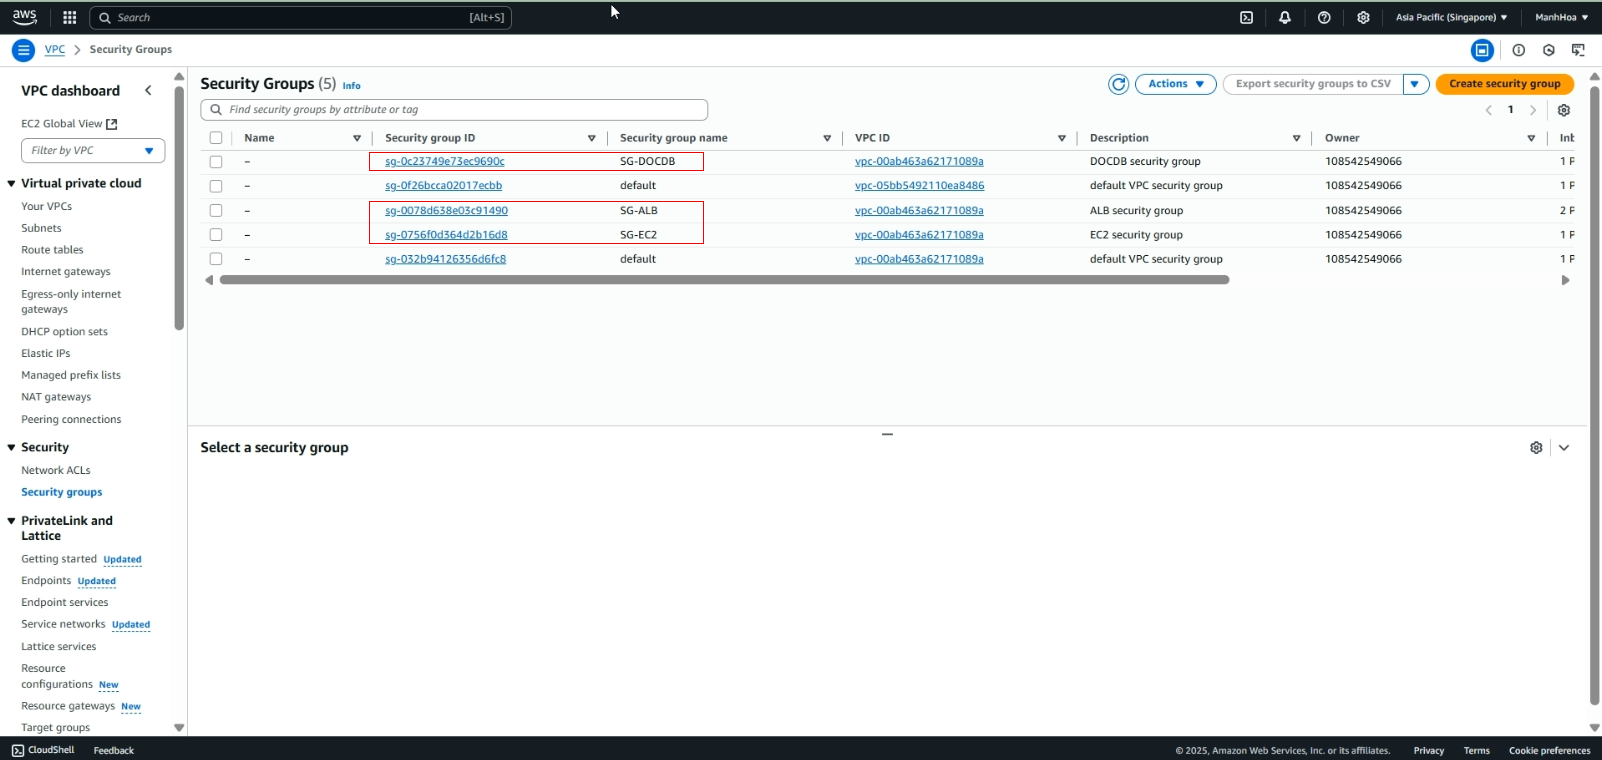 aws Search [Alt+S] Asia Pacific (Singapore) ManhHoa
VPC Security Groups
VPC dashboard
EC2 Global View
Filter by VPC
Virtual private cloud
Your VPCs
Subnets
Route tables
Internet gateways
Egress-only internet
gateways
DHCP option sets
Elastic IPs
Managed prefix lists
NAT gateways
Peering connections
Security
Network ACLs
Security groups
PrivateLink and
Lattice
Getting started Updated
Endpoints Updated
Endpoint services
Service networks Updated
Lattice services
Resource
configurations New
Resource gateways New
Target groups
Security Groups (5) Info Actions Export security groups to CSV Create security group
Find security groups by attribute or tag 1
Name Security group ID Security group name VPC ID Description Owner
– sg-0c23749e73ec9690c SG-DOCDB vpc-00ab463a62171089a DOCDB security group 108542549066 1 P
– sg-0f26bcca02017ecbb default vpc-05bb5492110ea8486 default VPC security group 108542549066 1 P
– sg-0078d638e03c91490 SG-ALB vpc-00ab463a62171089a ALB security group 108542549066 2 P
– sg-0756f0d364d2b16d8 SG-EC2 vpc-00ab463a62171089a EC2 security group 108542549066 1 P
– sg-032b94126356d6fc8 default vpc-00ab463a62171089a default VPC security group 108542549066 1 P
Select a security group
CloudShell Feedback © 2025, Amazon Web Services, Inc. or its affiliates. Privacy Terms Cookie preferences